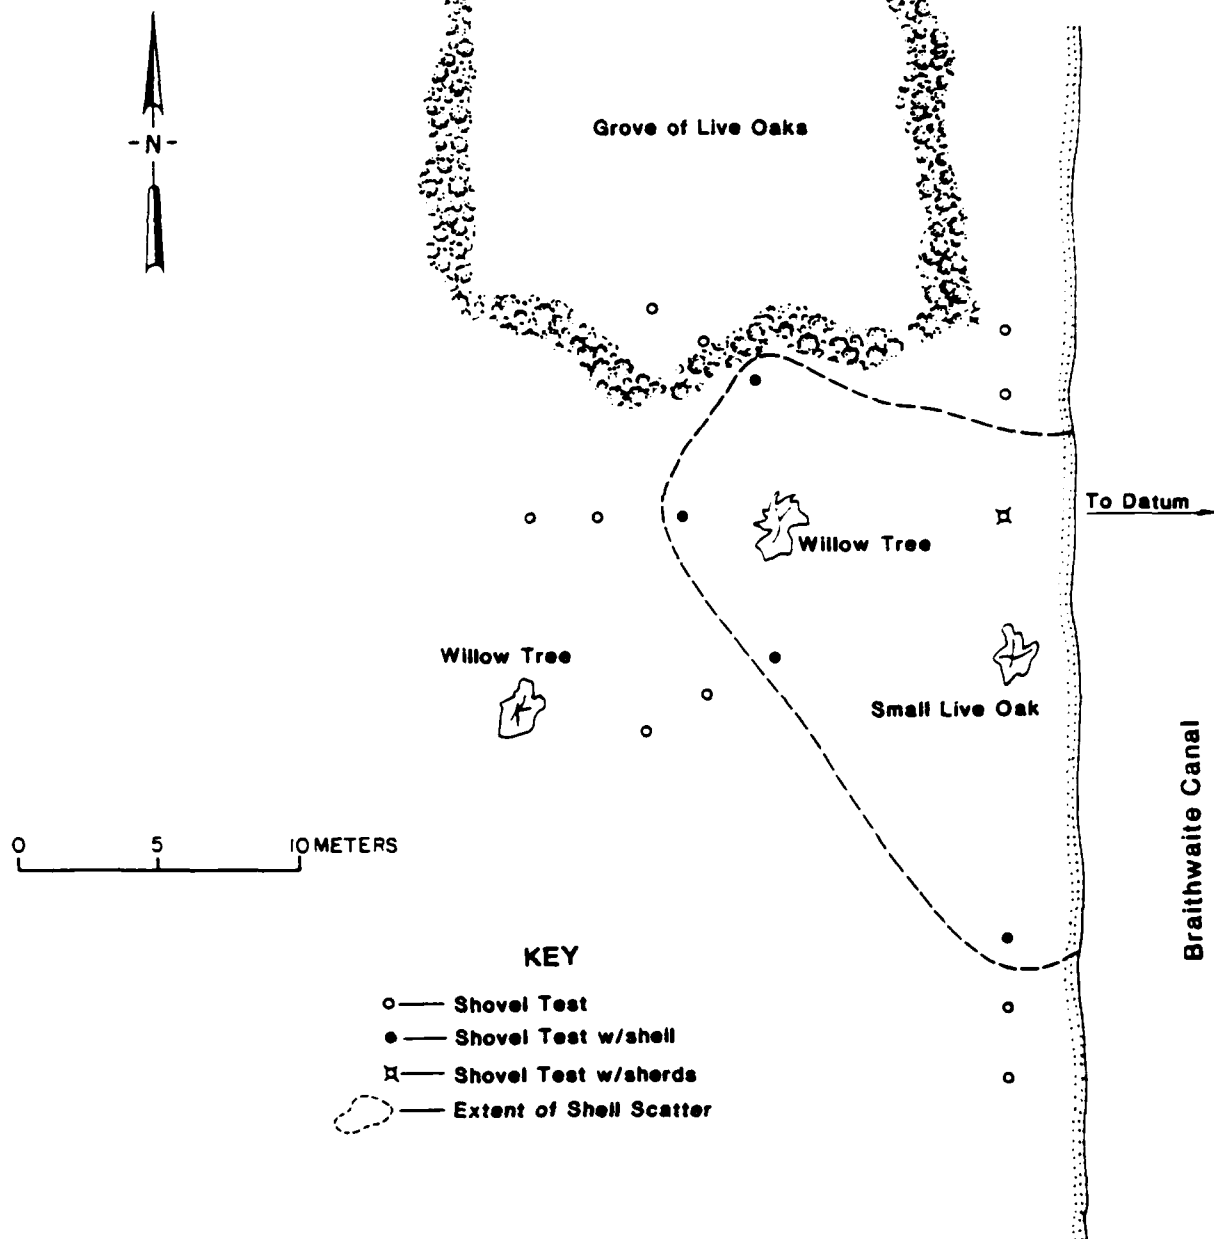 -N-
Grove of Live Oaks
To Datum
Willow Tree
Willow Tree
Small Live Oak
Braithwaite Canal
0 5 10 METERS
KEY
Shovel Test
Shovel Test w/shell
Shovel Test w/sherds
Extent of Shell Scatter